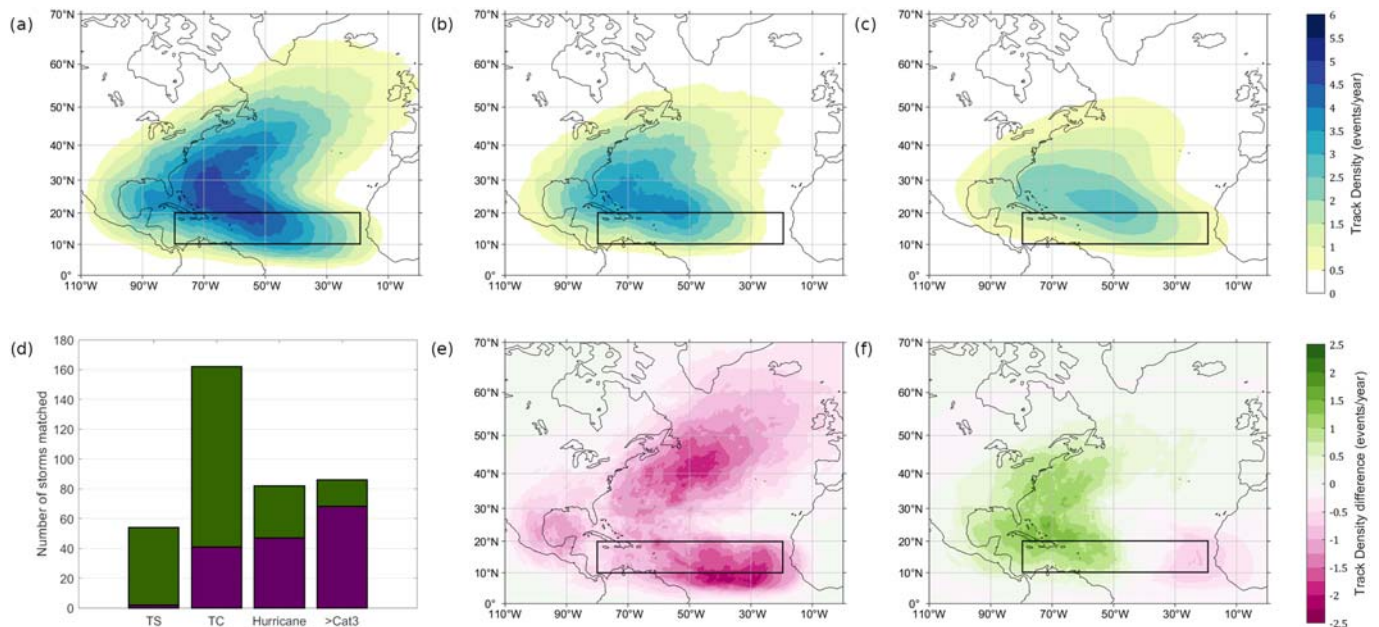 (a)
70°N
60°N
50°N
40°N
30°N
20°N
10°N
0°
110°W 90°W 70°W 50°W 30°W 10°W
(b)
70°N
60°N
50°N
40°N
30°N
20°N
10°N
0°
110°W 90°W 70°W 50°W 30°W 10°W
(c)
70°N
60°N
50°N
40°N
30°N
20°N
10°N
0°
110°W 90°W 70°W 50°W 30°W 10°W
6
5.5
5
4.5
4
3.5
3
2.5
2
1.5
1
0.5
0
Track Density (events/year)
(d)
Number of storms matched
180
160
140
120
100
80
60
40
20
0
TS TC Hurricane >Cat3
(e)
70°N
60°N
50°N
40°N
30°N
20°N
10°N
0°
110°W 90°W 70°W 50°W 30°W 10°W
(f)
70°N
60°N
50°N
40°N
30°N
20°N
10°N
0°
110°W 90°W 70°W 50°W 30°W 10°W
2.5
2
1.5
1
0.5
0
-0.5
-1
-1.5
-2
-2.5
Track Density difference (events/year)